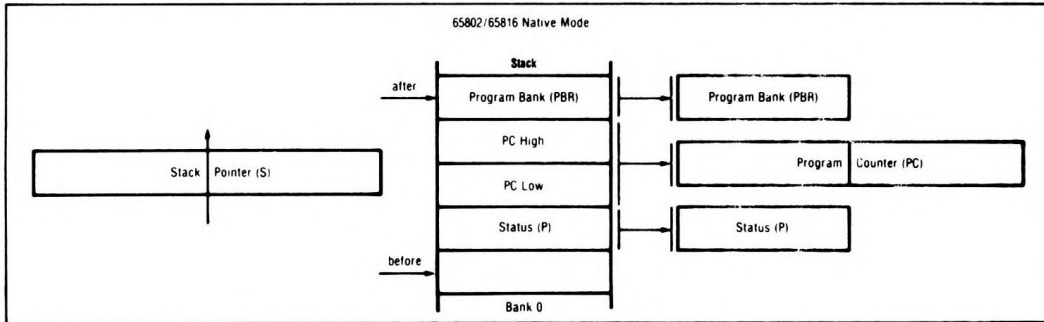 65802/65816 Native Mode
Stack
after
Program Bank (PBR)
Program Bank (PBR)
PC High
Stack Pointer (S)
Program Counter (PC)
PC Low
Status (P)
Status (P)
before
Bank 0